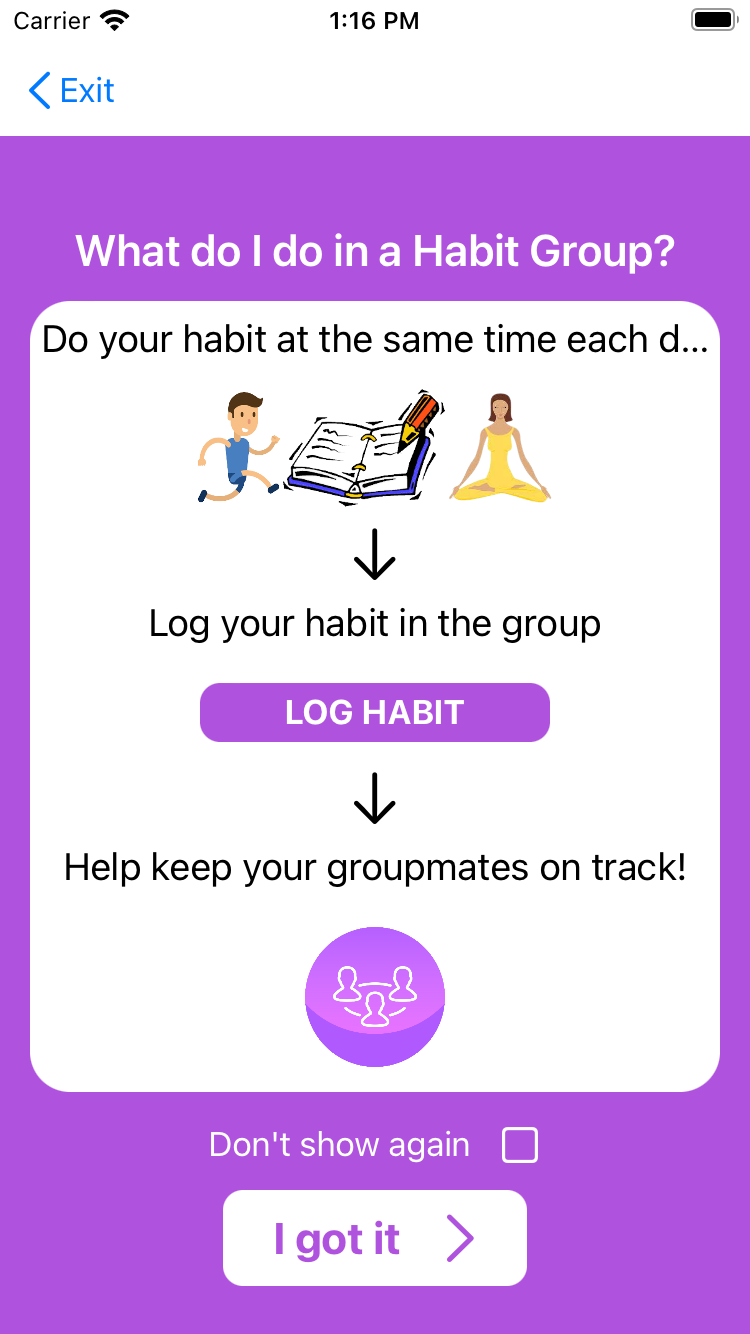 Carrier 1:16 PM
Exit
What do I do in a Habit Group?
Do your habit at the same time each d...
Log your habit in the group
LOG HABIT
Help keep your groupmates on track!
Don't show again
I got it